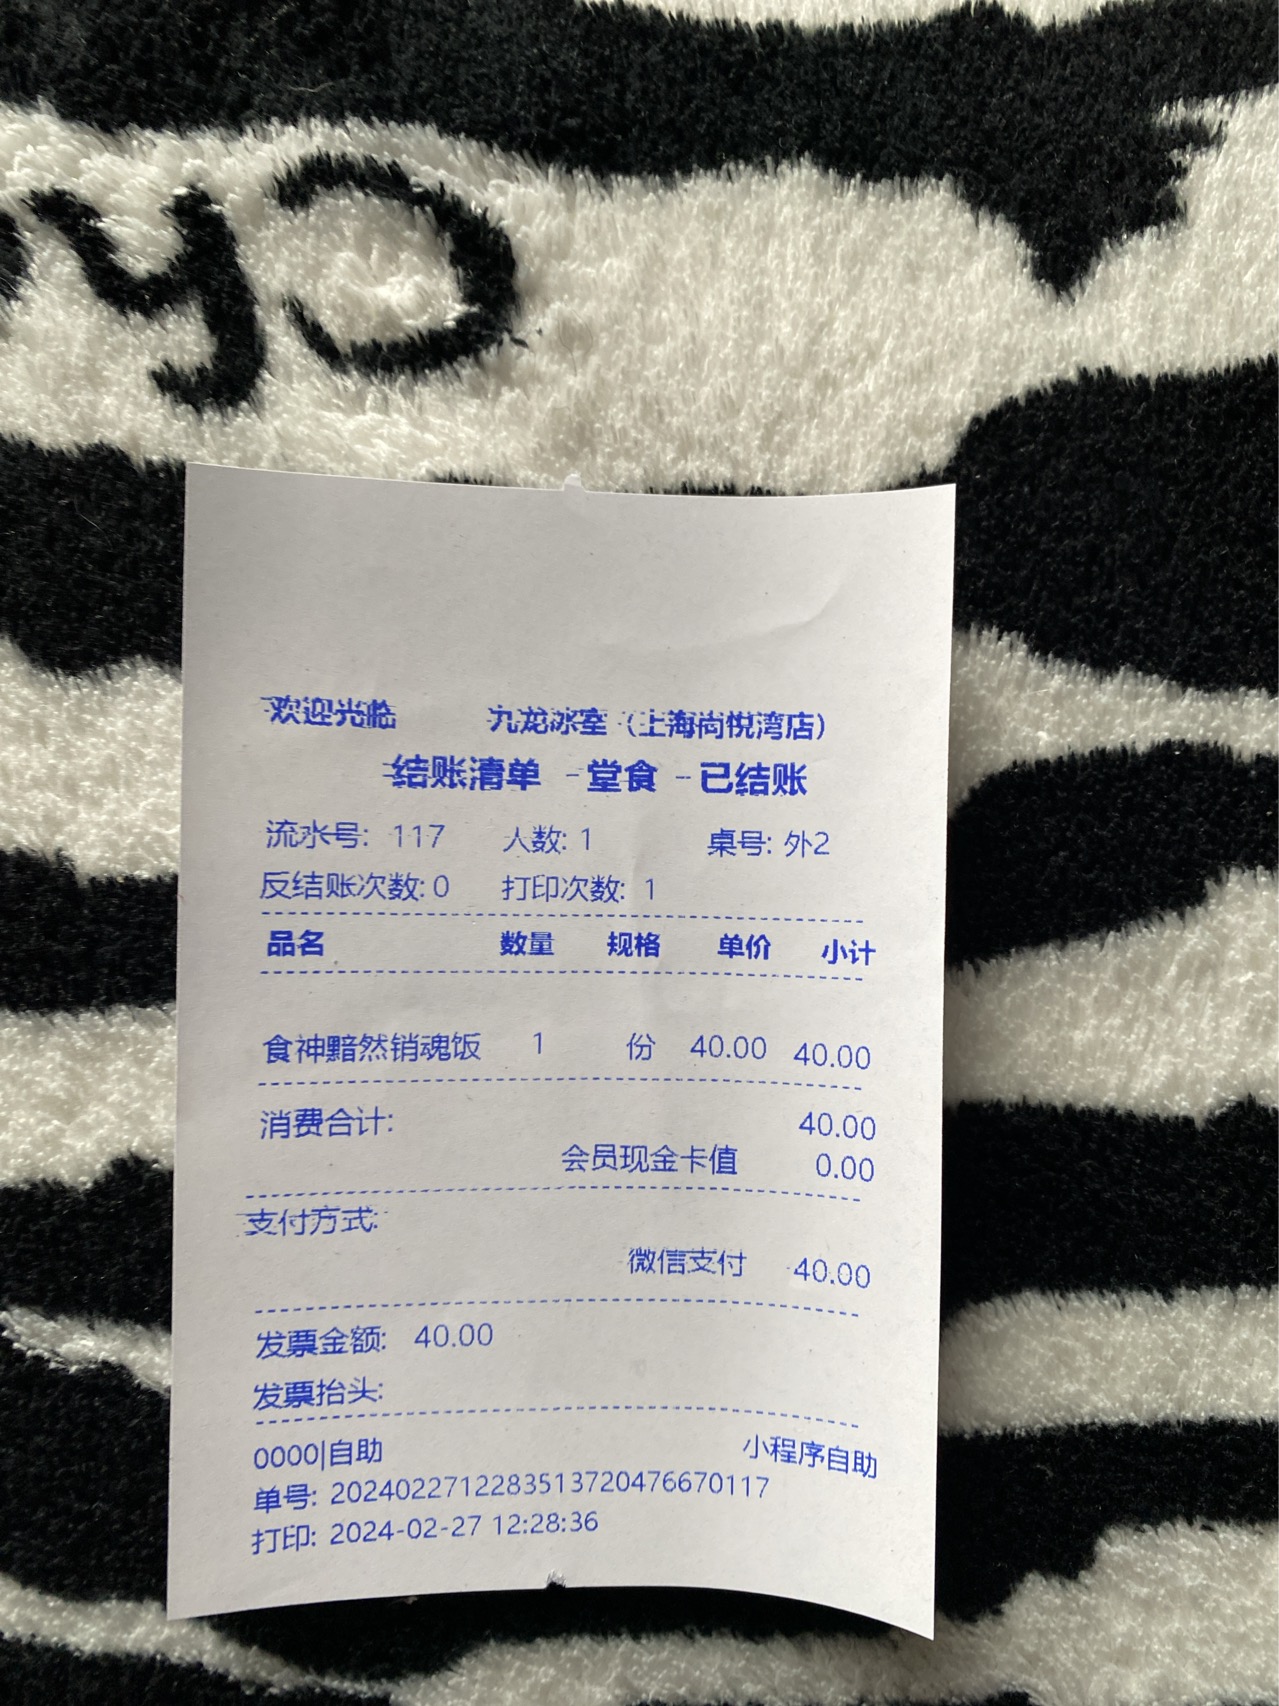 欢迎光临 九龙冰室（上海尚悦湾店）
结账清单 -堂食 -已结账
流水号: 117 人数: 1 桌号: 外2
反结账次数: 0 打印次数: 1
品名 数量 规格 单价 小计
食神黯然销魂饭 1 份 40.00 40.00
消费合计: 40.00
会员现金卡值 0.00
支付方式:
微信支付 40.00
发票金额: 40.00
发票抬头:
0000|自助 小程序自助
单号: 2024022712283513720476670117
打印: 2024-02-27 12:28:36